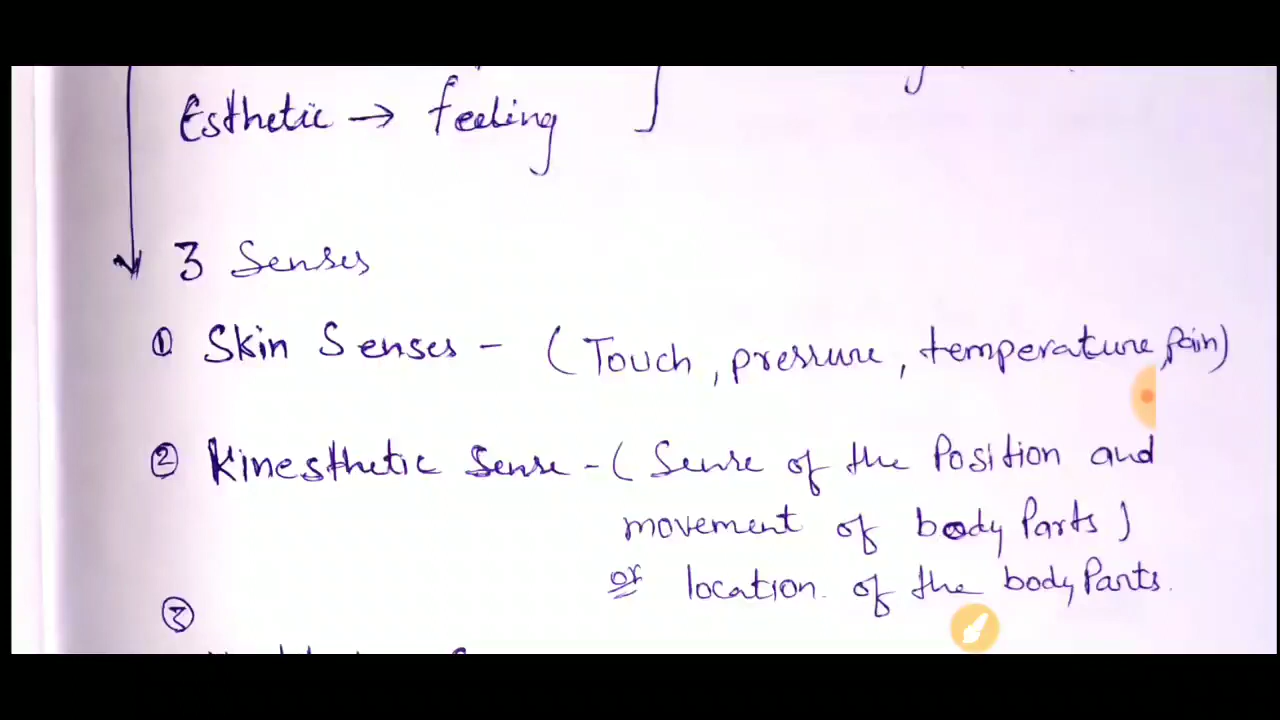 Esthetic → feeling ]
3 Senses
① Skin Senses - (Touch, pressure, temperature, pain)
② Kinesthetic Sense - (Sense of the Position and
movement of body Parts)
or location. of the body Parts.
③